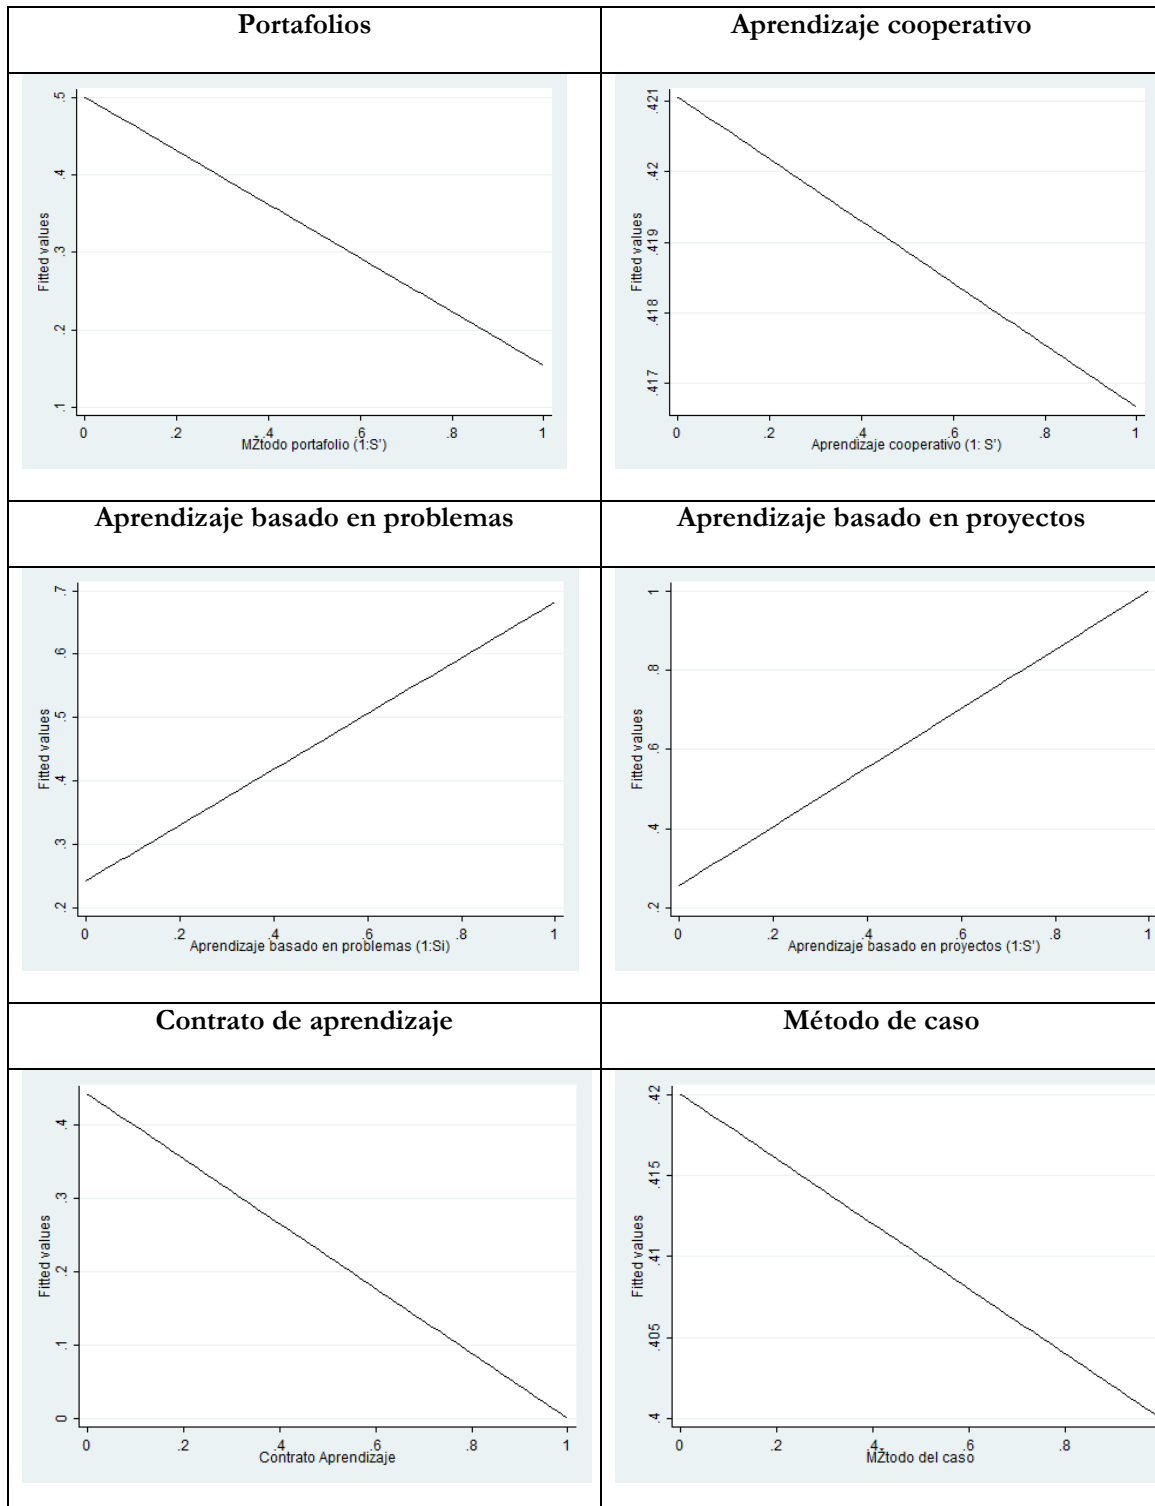 Portafolios
Aprendizaje cooperativo
.5
.4
.3
.2
.1
Fitted values
0 .2 .4 .6 .8 1
MŽtodo portafolio (1:S’)
.421
.42
.419
.418
.417
Fitted values
0 .2 .4 .6 .8 1
Aprendizaje cooperativo (1: S’)
Aprendizaje basado en problemas
Aprendizaje basado en proyectos
.7
.6
.5
.4
.3
.2
Fitted values
0 .2 .4 .6 .8 1
Aprendizaje basado en problemas (1:Si)
1
.8
.6
.4
.2
Fitted values
0 .2 .4 .6 .8 1
Aprendizaje basado en proyectos (1:S’)
Contrato de aprendizaje
Método de caso
.4
.3
.2
.1
0
Fitted values
0 .2 .4 .6 .8 1
Contrato Aprendizaje
.42
.415
.41
.405
.4
Fitted values
0 .2 .4 .6 .8
MŽtodo del caso